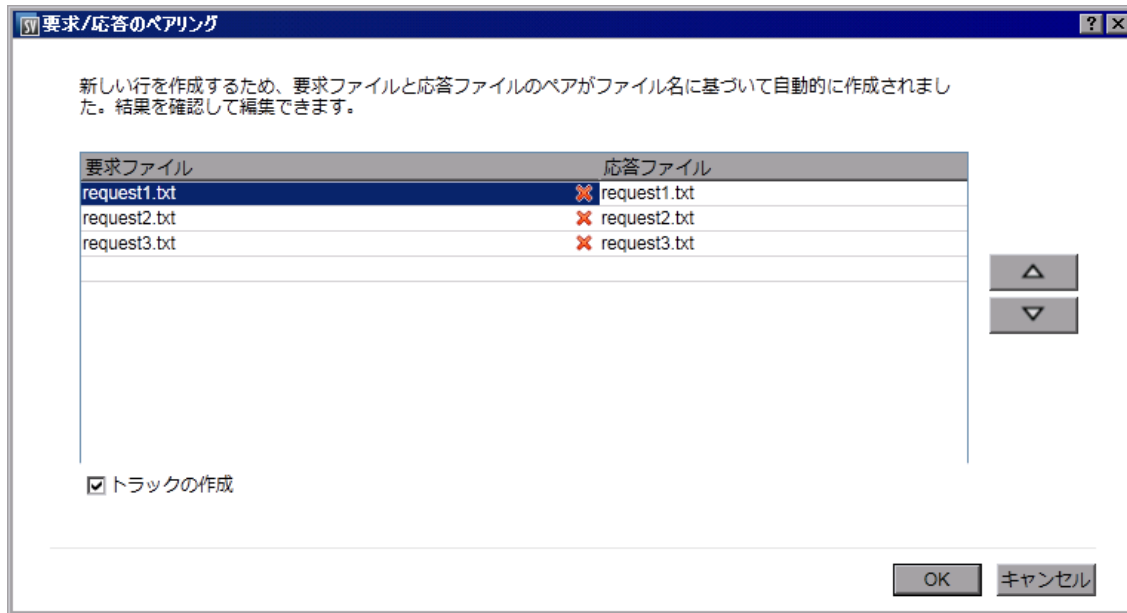 SV 要求/応答のペアリング
新しい行を作成するため、要求ファイルと応答ファイルのペアがファイル名に基づいて自動的に作成されまし
た。結果を確認して編集できます。
要求ファイル 応答ファイル
request1.txt request1.txt
request2.txt request2.txt
request3.txt request3.txt
トラックの作成
OK キャンセル